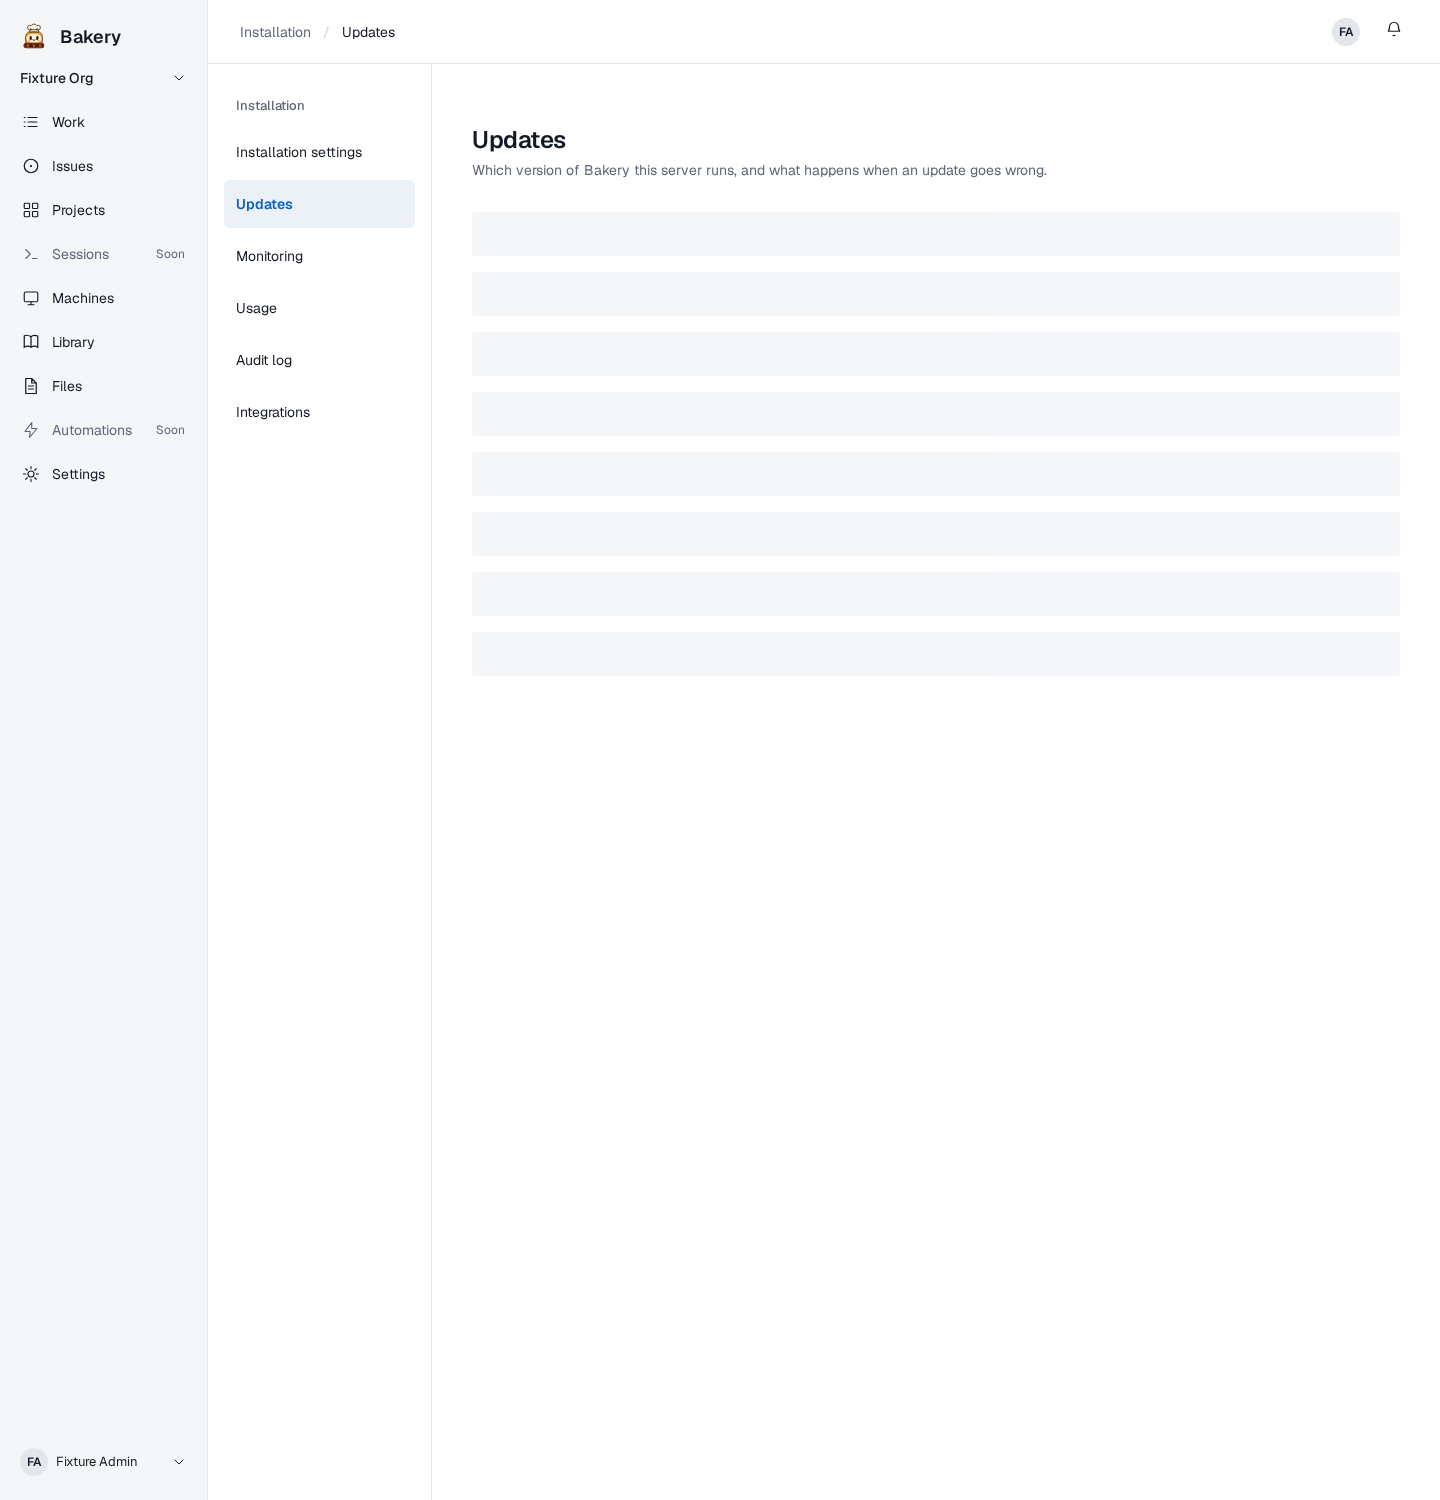 Bakery
Fixture Org
Work
Issues
Projects
Sessions Soon
Machines
Library
Files
Automations Soon
Settings
FA Fixture Admin
Installation / Updates
FA
Installation
Installation settings
Updates
Monitoring
Usage
Audit log
Integrations
Updates
Which version of Bakery this server runs, and what happens when an update goes wrong.